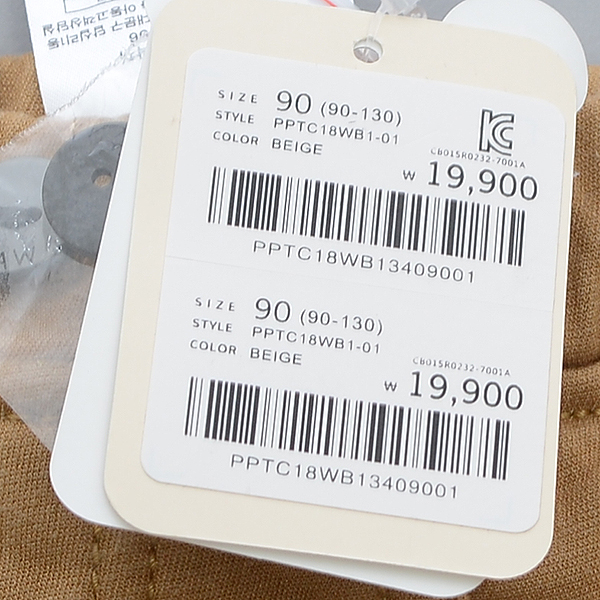 SIZE 90 (90-130)
STYLE PPTC18WB1-01
COLOR BEIGE
CB015R0232-7001A
₩ 19,900
PPTC18WB13409001
SIZE 90 (90-130)
STYLE PPTC18WB1-01
COLOR BEIGE
CB015R0232-7001A
₩ 19,900
PPTC18WB13409001